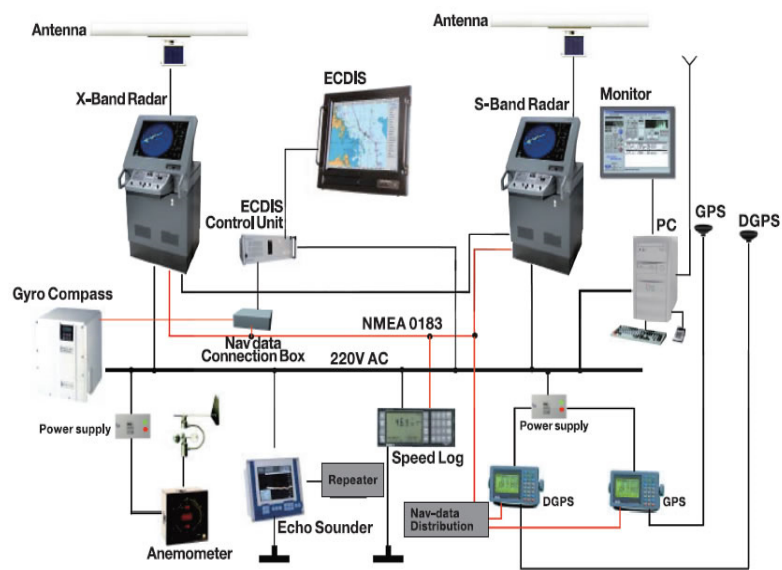 Antenna
Antenna
ECDIS
X-Band Radar
S-Band Radar
Monitor
ECDIS
Control Unit
PC
GPS
DGPS
Gyro Compass
NMEA 0183
Nav data
Connection Box
220V AC
Power supply
Power supply
Speed Log
Repeater
DGPS
GPS
Nav-data
Distribution
Echo Sounder
Anemometer